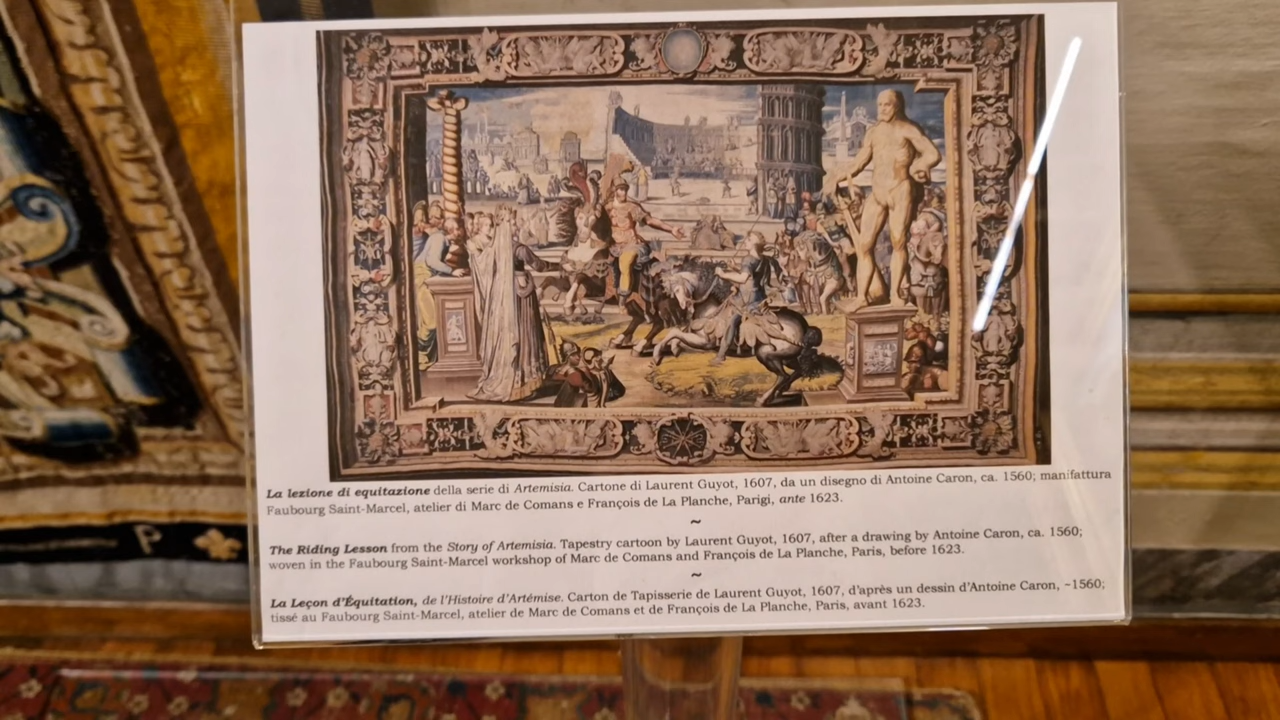 La lezione di equitazione della serie di Artemisia. Cartone di Laurent Guyot, 1607, da un disegno di Antoine Caron, ca. 1560; manifattura
Faubourg Saint-Marcel, atelier di Marc de Comans e François de La Planche, Parigi, ante 1623.
~
The Riding Lesson from the Story of Artemisia. Tapestry cartoon by Laurent Guyot, 1607, after a drawing by Antoine Caron, ca. 1560;
woven in the Faubourg Saint-Marcel workshop of Marc de Comans and François de La Planche, Paris, before 1623.
~
La Leçon d'Équitation, de l'Histoire d'Artémise. Carton de Tapisserie de Laurent Guyot, 1607, d'après un dessin d'Antoine Caron, ~1560;
tissé au Faubourg Saint-Marcel, atelier de Marc de Comans et de François de La Planche, Paris, avant 1623.
P